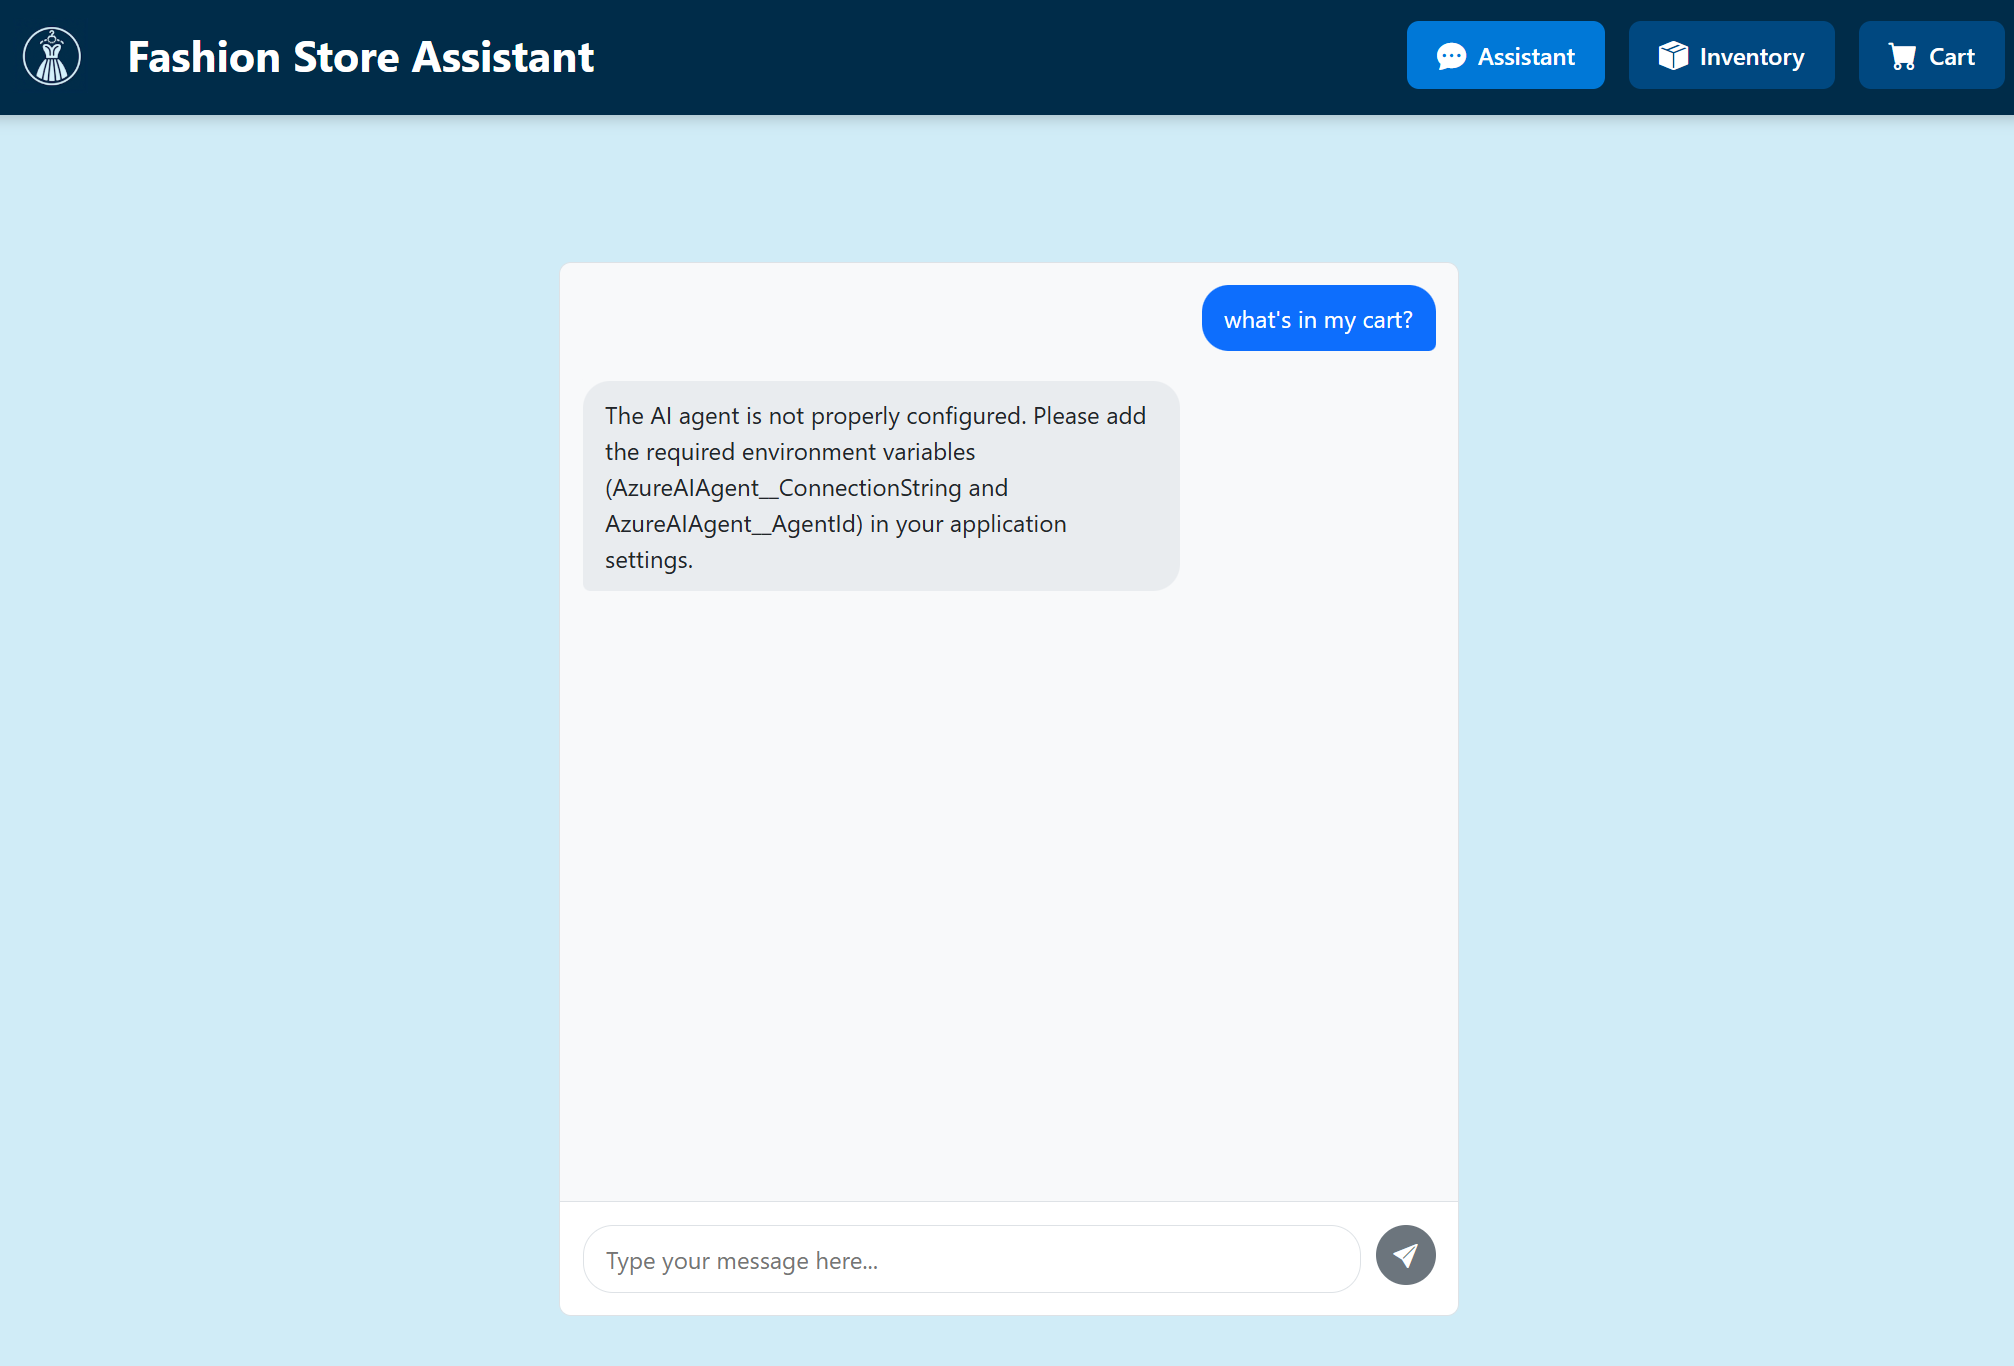 Fashion Store Assistant
Assistant
Inventory
Cart
what's in my cart?
The AI agent is not properly configured. Please add
the required environment variables
(AzureAIAgent__ConnectionString and
AzureAIAgent__AgentId) in your application
settings.
Type your message here...